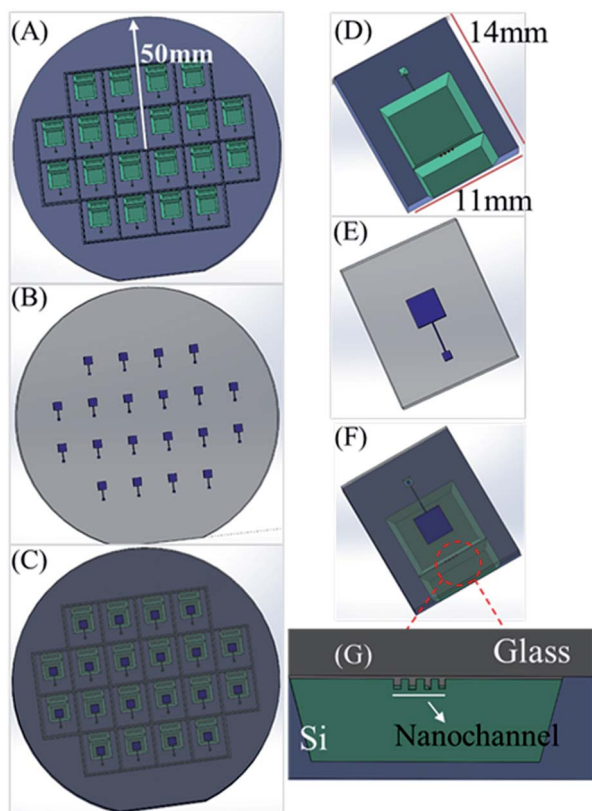 (A)
50mm
(B)
(C)
(D)
14mm
11mm
(E)
(F)
(G)
Glass
Si
Nanochannel